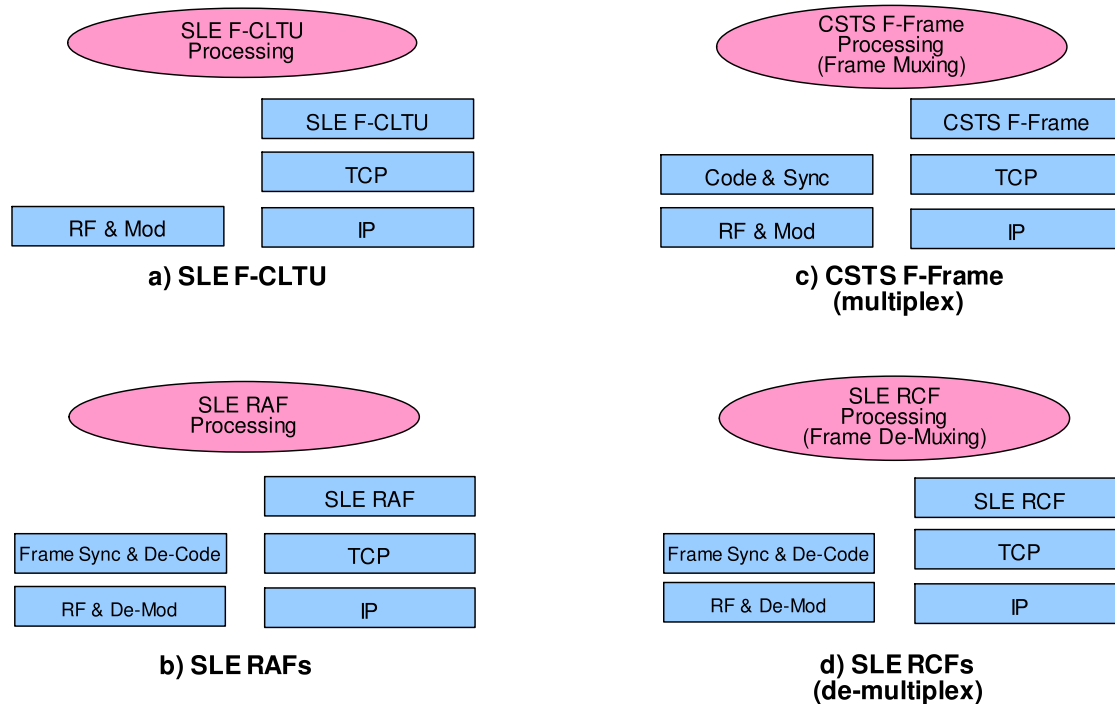 SLE F-CLTU
Processing
SLE F-CLTU
TCP
RF & Mod
IP
a) SLE F-CLTU
CSTS F-Frame
Processing
(Frame Muxing)
CSTS F-Frame
Code & Sync
TCP
RF & Mod
IP
c) CSTS F-Frame
(multiplex)
SLE RAF
Processing
SLE RAF
Frame Sync & De-Code
TCP
RF & De-Mod
IP
b) SLE RAFs
SLE RCF
Processing
(Frame De-Muxing)
SLE RCF
Frame Sync & De-Code
TCP
RF & De-Mod
IP
d) SLE RCFs
(de-multiplex)